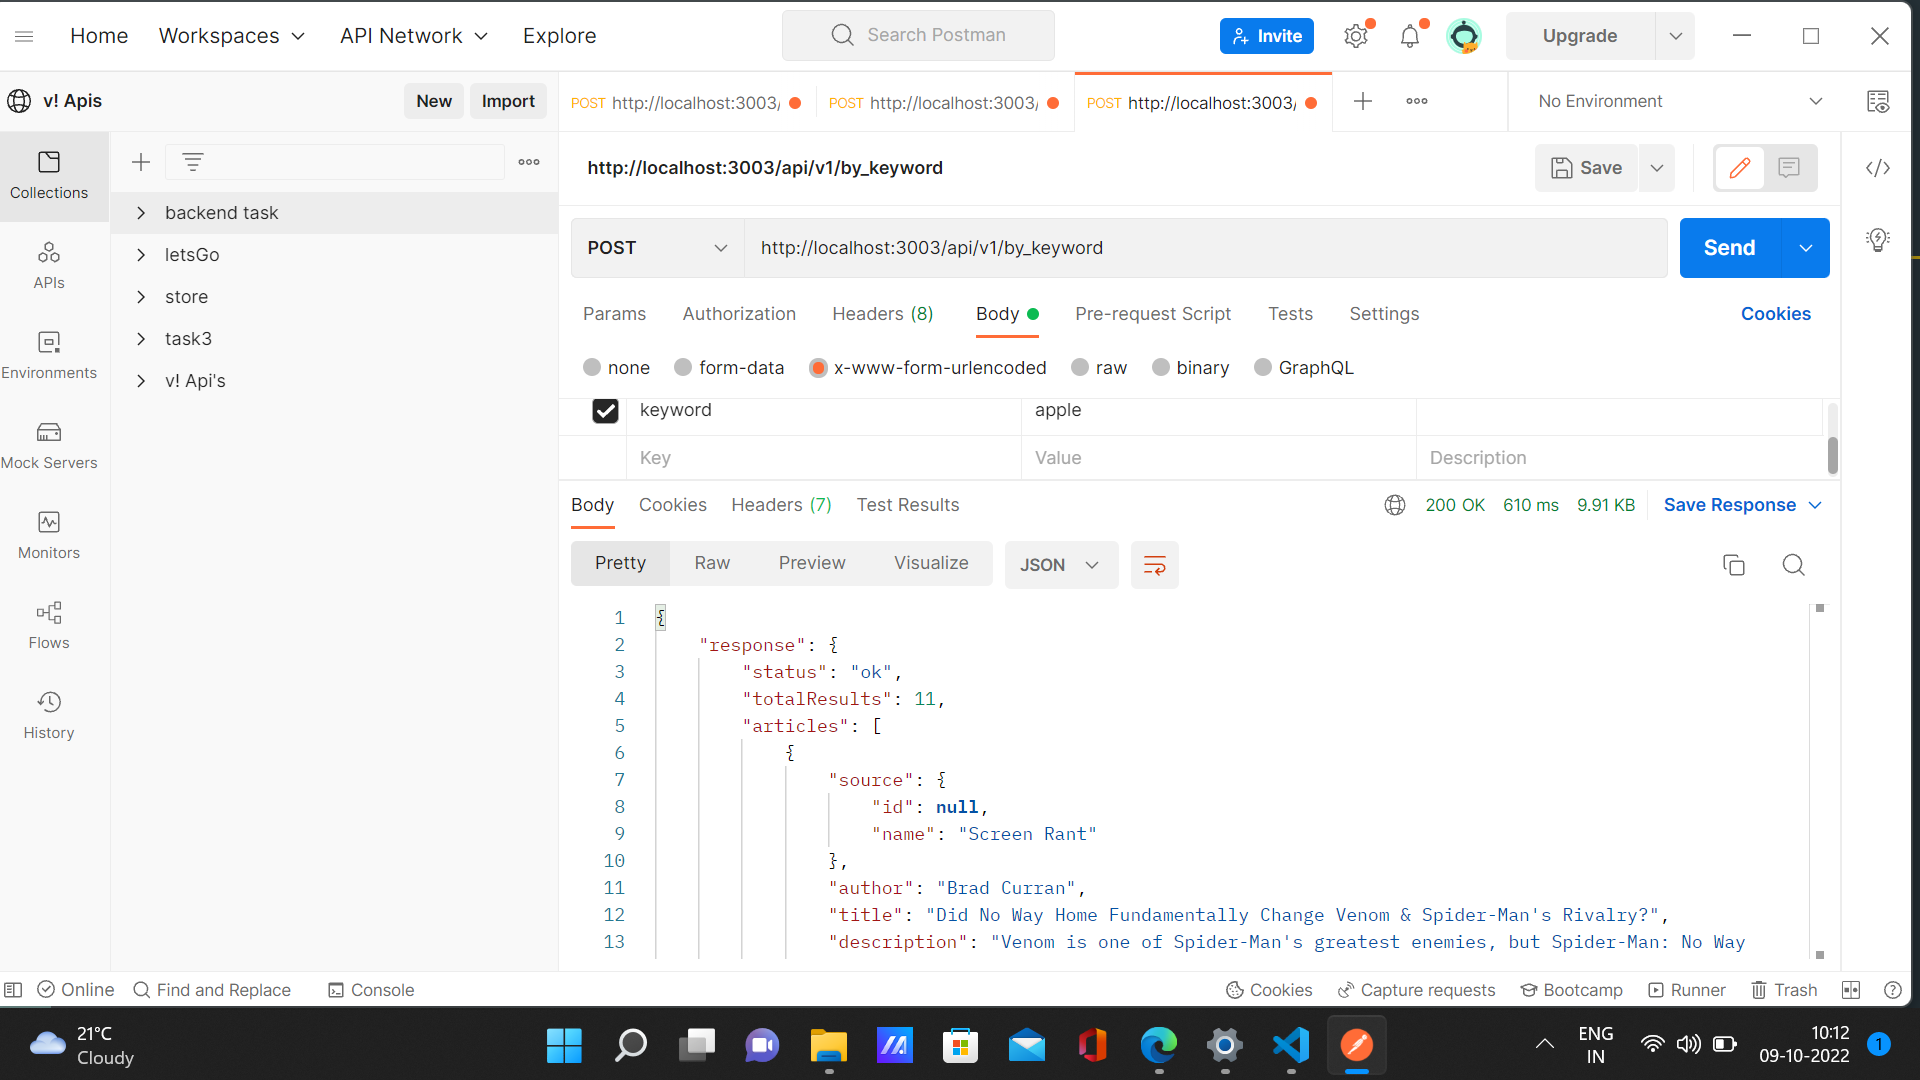 Home Workspaces API Network Explore Search Postman Invite Upgrade
v! Apis New Import POST http://localhost:3003/ POST http://localhost:3003/ POST http://localhost:3003/ No Environment
http://localhost:3003/api/v1/by_keyword Save
Collections
backend task
letsGo
store
task3
v! Api's
APIs
Environments
Mock Servers
Monitors
Flows
History
POST http://localhost:3003/api/v1/by_keyword Send
Params Authorization Headers (8) Body Pre-request Script Tests Settings Cookies
none form-data x-www-form-urlencoded raw binary GraphQL
keyword apple
Key Value Description
Body Cookies Headers (7) Test Results 200 OK 610 ms 9.91 KB Save Response
Pretty Raw Preview Visualize JSON
1 {
2 "response": {
3 "status": "ok",
4 "totalResults": 11,
5 "articles": [
6 {
7 "source": {
8 "id": null,
9 "name": "Screen Rant"
10 },
11 "author": "Brad Curran",
12 "title": "Did No Way Home Fundamentally Change Venom & Spider-Man's Rivalry?",
13 "description": "Venom is one of Spider-Man's greatest enemies, but Spider-Man: No Way
Online Find and Replace Console Cookies Capture requests Bootcamp Runner Trash
21°C
Cloudy
ENG
IN
10:12
09-10-2022
1